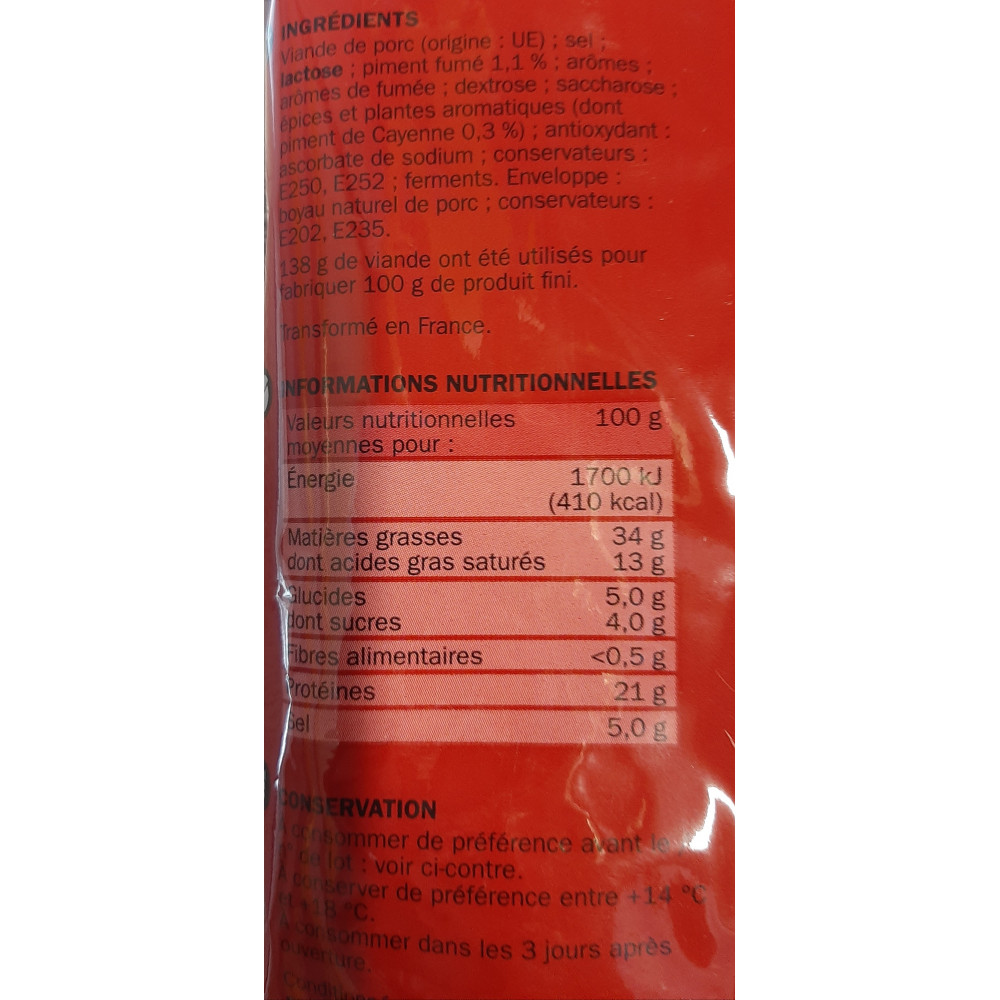 INGRÉDIENTS
Viande de porc (origine : UE) ; sel ;
lactose ; piment fumé 1,1 % ; arômes ;
arômes de fumée ; dextrose ; saccharose ;
épices et plantes aromatiques (dont
piment de Cayenne 0,3 %) ; antioxydant :
ascorbate de sodium ; conservateurs :
E250, E252 ; ferments. Enveloppe :
boyau naturel de porc ; conservateurs :
E202, E235.
138 g de viande ont été utilisés pour
fabriquer 100 g de produit fini.
Transformé en France.
INFORMATIONS NUTRITIONNELLES
Valeurs nutritionnelles 100 g
moyennes pour :
Énergie 1700 kJ
(410 kcal)
Matières grasses 34 g
dont acides gras saturés 13 g
Glucides 5,0 g
dont sucres 4,0 g
Fibres alimentaires <0,5 g
Protéines 21 g
Sel 5,0 g
CONSERVATION
À consommer de préférence avant le
n° de lot : voir ci-contre.
À conserver de préférence entre +14 °C
et +18 °C.
À consommer dans les 3 jours après
ouverture.